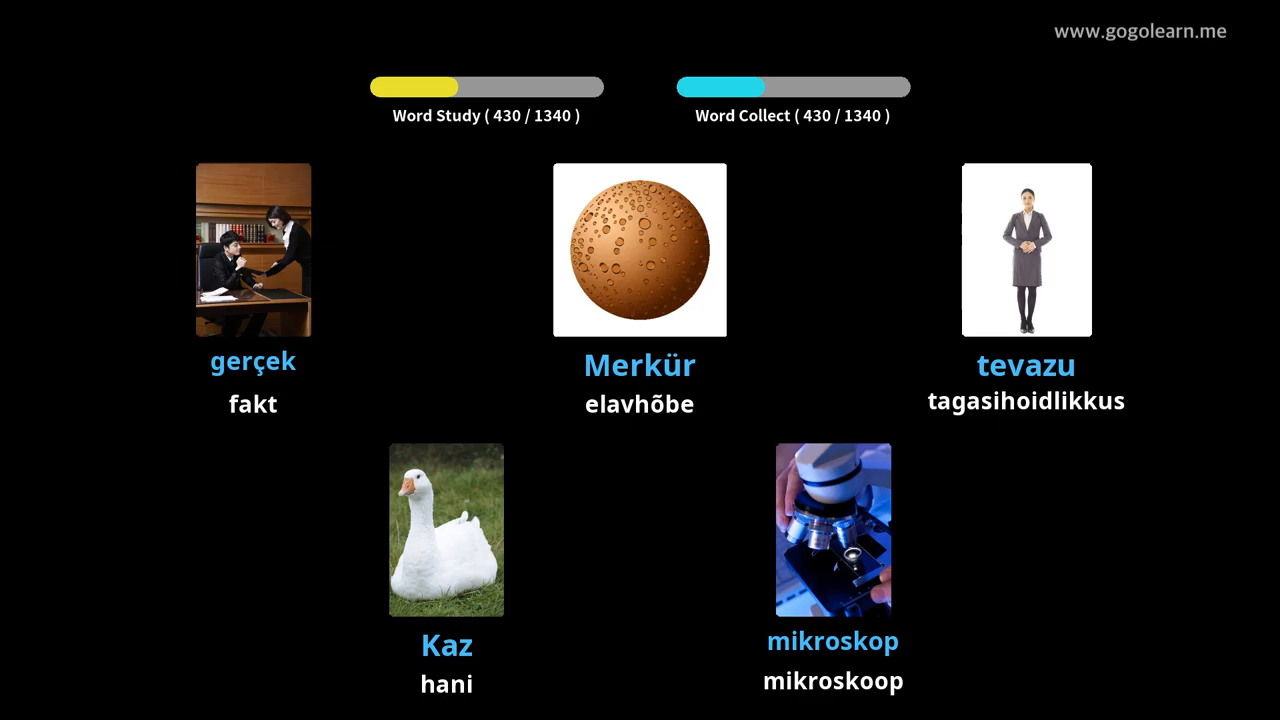 www.gogolearn.me
Word Study ( 430 / 1340 )
Word Collect ( 430 / 1340 )
gerçek
fakt
Merkür
elavhõbe
tevazu
tagasihoidlikkus
Kaz
hani
mikroskop
mikroskoop